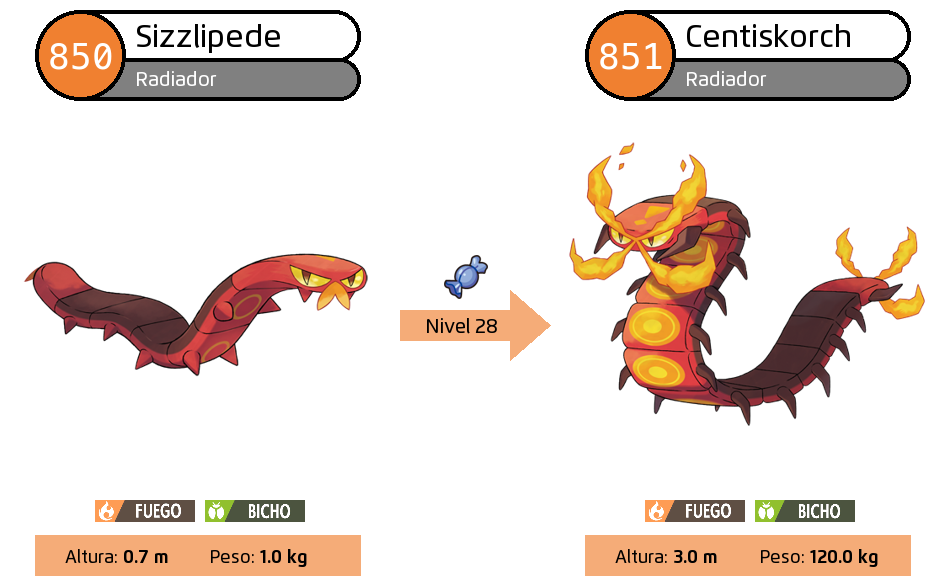 850
Sizzlipede
Radiador
851
Centiskorch
Radiador
Nivel 28
FUEGO BICHO
FUEGO BICHO
Altura: 0.7 m Peso: 1.0 kg
Altura: 3.0 m Peso: 120.0 kg